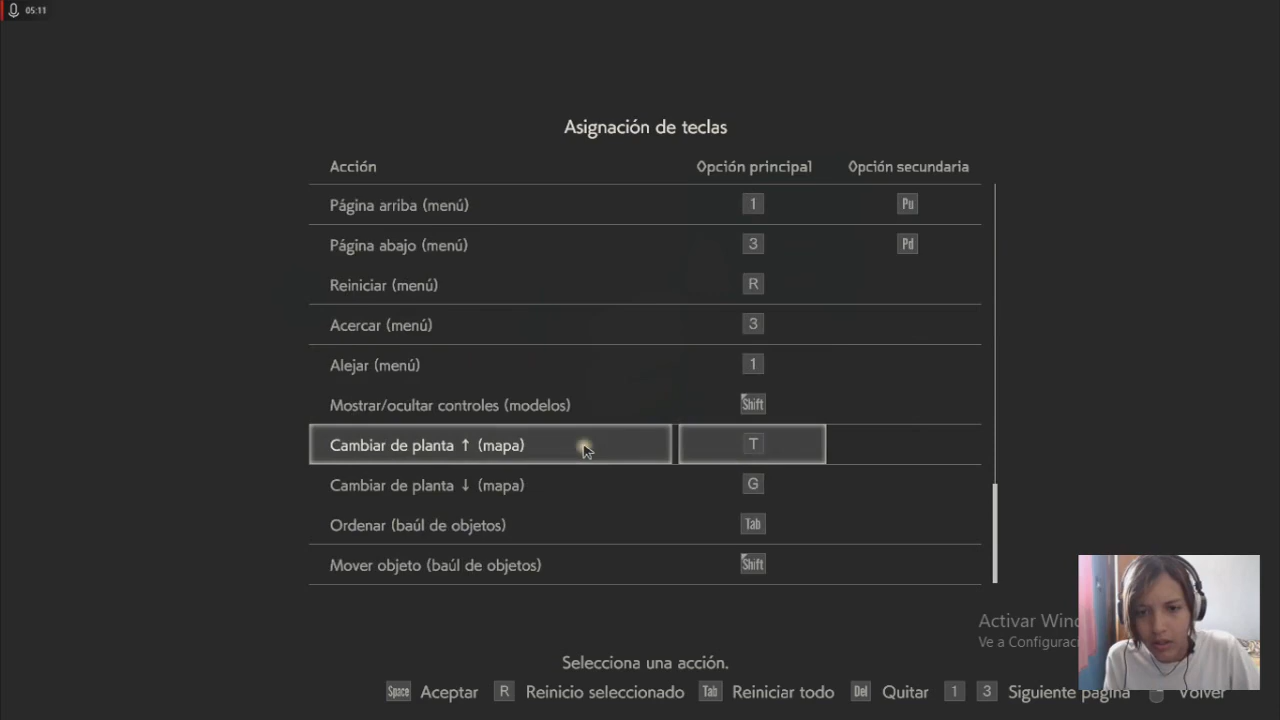 05:11
Asignación de teclas
Acción Opción principal Opción secundaria
Página arriba (menú) 1 Pu
Página abajo (menú) 3 Pd
Reiniciar (menú) R
Acercar (menú) 3
Alejar (menú) 1
Mostrar/ocultar controles (modelos) Shift
Cambiar de planta ↑ (mapa) T
Cambiar de planta ↓ (mapa) G
Ordenar (baúl de objetos) Tab
Mover objeto (baúl de objetos) Shift
Activar Wind
Ve a Configuraci
Selecciona una acción.
Space Aceptar R Reinicio seleccionado Tab Reiniciar todo Del Quitar 1 3 Siguiente página Volver